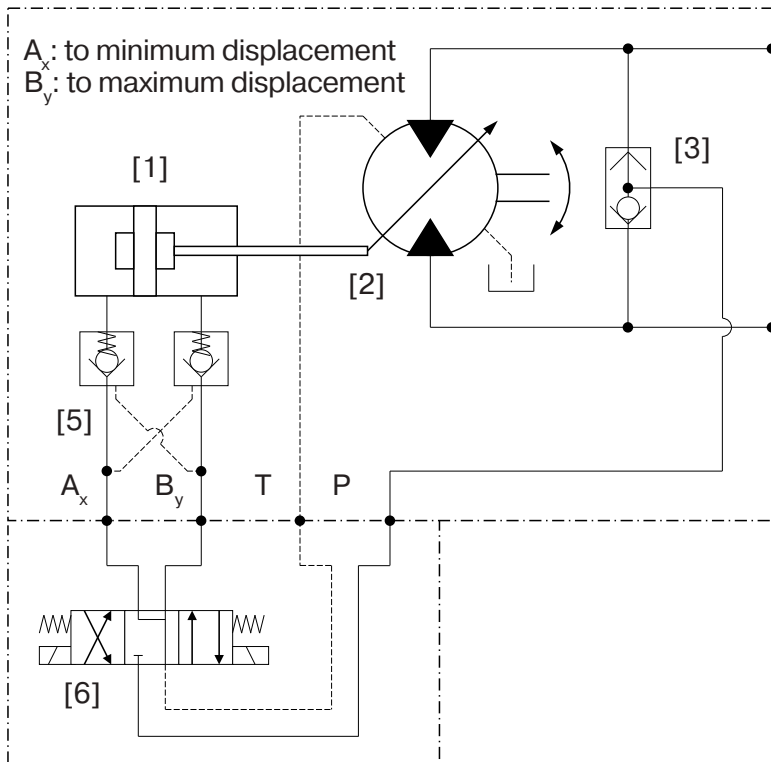 Aₓ: to minimum displacement
Bᵧ: to maximum displacement
[1]
[3]
[2]
[5]
Aₓ Bᵧ T P
[6]